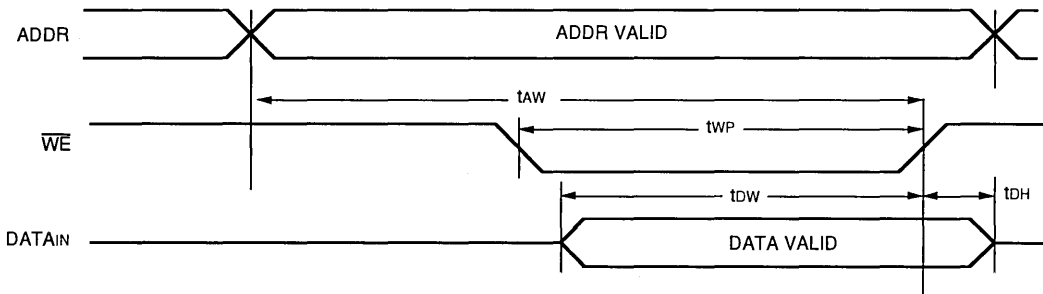 ADDR
ADDR VALID
tAW
WE
tWP
tDW
tDH
DATAIN
DATA VALID